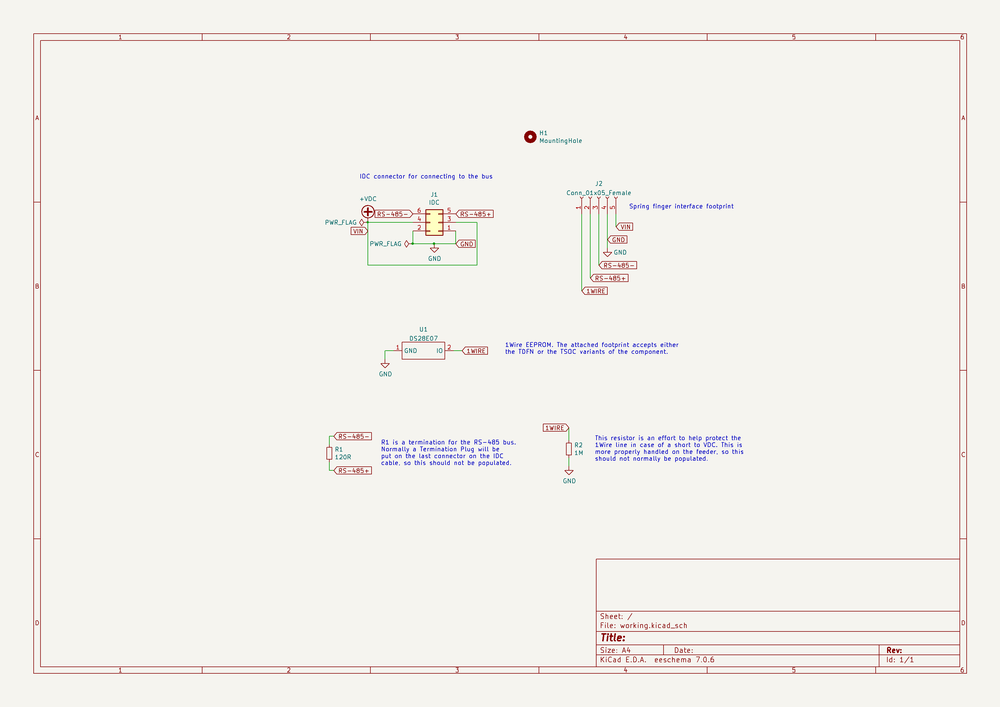 1 2 3 4 5 6
A A
B B
C C
D D
H1
MountingHole
IDC connector for connecting to the bus
+VDC
J1
IDC
RS-485-
6 5
RS-485+
PWR_FLAG
4 3
VIN
2 1
PWR_FLAG
GND
GND
J2
Conn_01x05_Female
1 2 3 4 5
Spring finger interface footprint
VIN
GND
GND
RS-485-
RS-485+
1WIRE
U1
DS28E07
1 GND IO 2
1WIRE
GND
1Wire EEPROM. The attached footprint accepts either
the TDFN or the TSOC variants of the component.
RS-485-
R1
120R
RS-485+
R1 is a termination for the RS-485 bus.
Normally a Termination Plug will be
put on the last connector on the IDC
cable, so this should not be populated.
1WIRE
R2
1M
GND
This resistor is an effort to help protect the
1Wire line in case of a short to VDC. This is
more properly handled on the feeder, so this
should not normally be populated.
Sheet: /
File: working.kicad_sch
Title:
Size: A4 Date: Rev:
KiCad E.D.A. eeschema 7.0.6 Id: 1/1
1 2 3 4 5 6